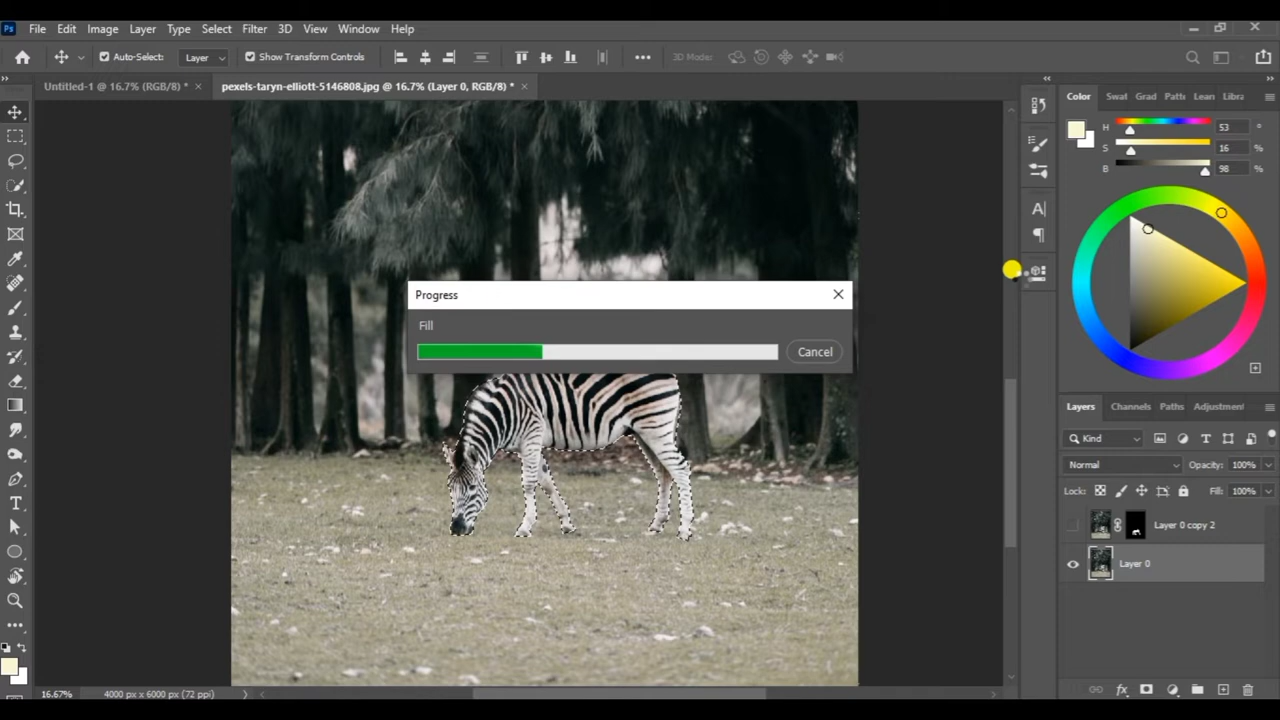 Ps File Edit Image Layer Type Select Filter 3D View Window Help
Auto-Select: Layer Show Transform Controls 3D Mode:
Untitled-1 @ 16.7% (RGB/8) * pexels-taryn-elliott-5146808.jpg @ 16.7% (Layer 0, RGB/8) *
Color Swat Grad Patt Lean Libra
H 53 °
S 16 %
B 98 %
Progress
Fill
Cancel
Layers Channels Paths Adjustment
Kind
Normal Opacity: 100%
Lock: Fill: 100%
Layer 0 copy 2
Layer 0
16.67% 4000 px x 6000 px (72 ppi)